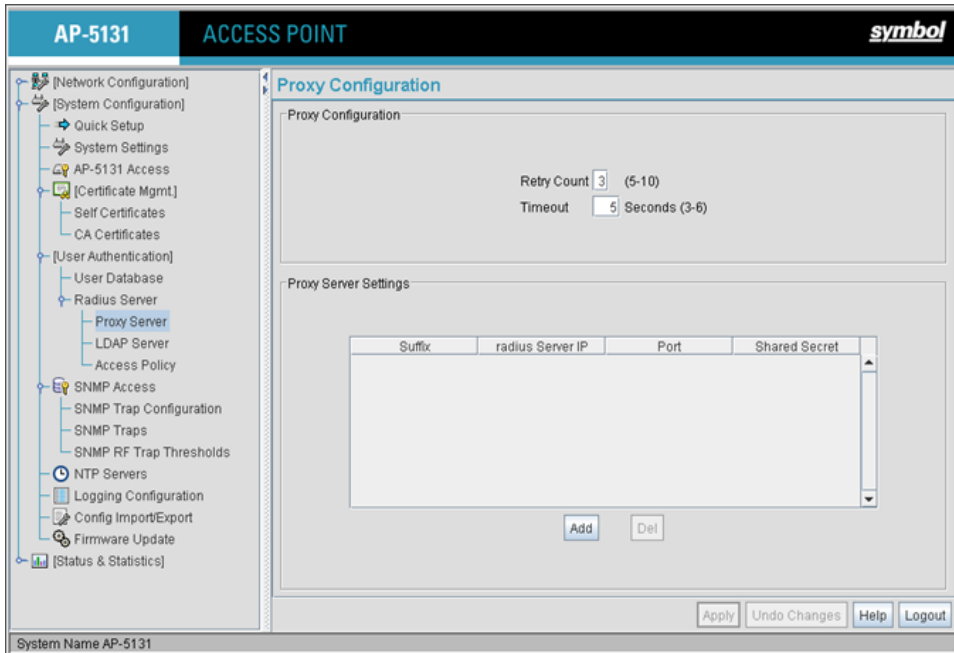 AP-5131
ACCESS POINT
symbol
[Network Configuration]
[System Configuration]
Quick Setup
System Settings
AP-5131 Access
[Certificate Mgmt.]
Self Certificates
CA Certificates
[User Authentication]
User Database
Radius Server
Proxy Server
LDAP Server
Access Policy
SNMP Access
SNMP Trap Configuration
SNMP Traps
SNMP RF Trap Thresholds
NTP Servers
Logging Configuration
Config Import/Export
Firmware Update
[Status & Statistics]
Proxy Configuration
Proxy Configuration
Retry Count 3 (5-10)
Timeout 5 Seconds (3-6)
Proxy Server Settings
Suffix radius Server IP Port Shared Secret
Add Del
Apply Undo Changes Help Logout
System Name AP-5131